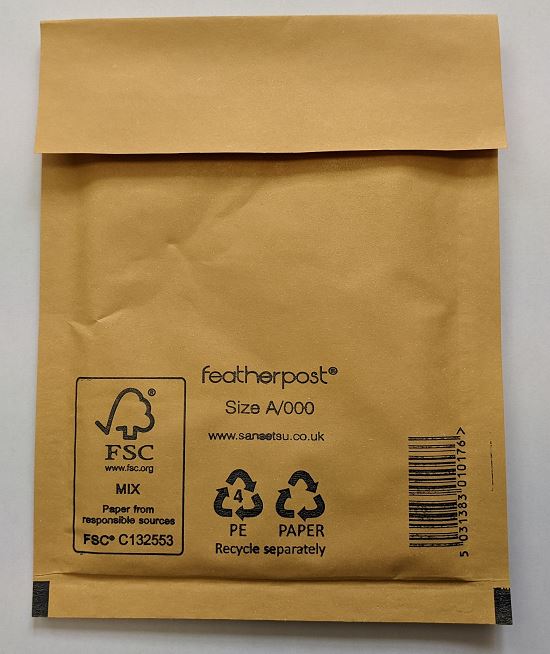 featherpost®
Size A/000
www.sansetsu.co.uk
®
FSC
www.fsc.org
MIX
Paper from
responsible sources
FSC® C132553
4
PE
PAPER
Recycle separately
5 031383 010176 >